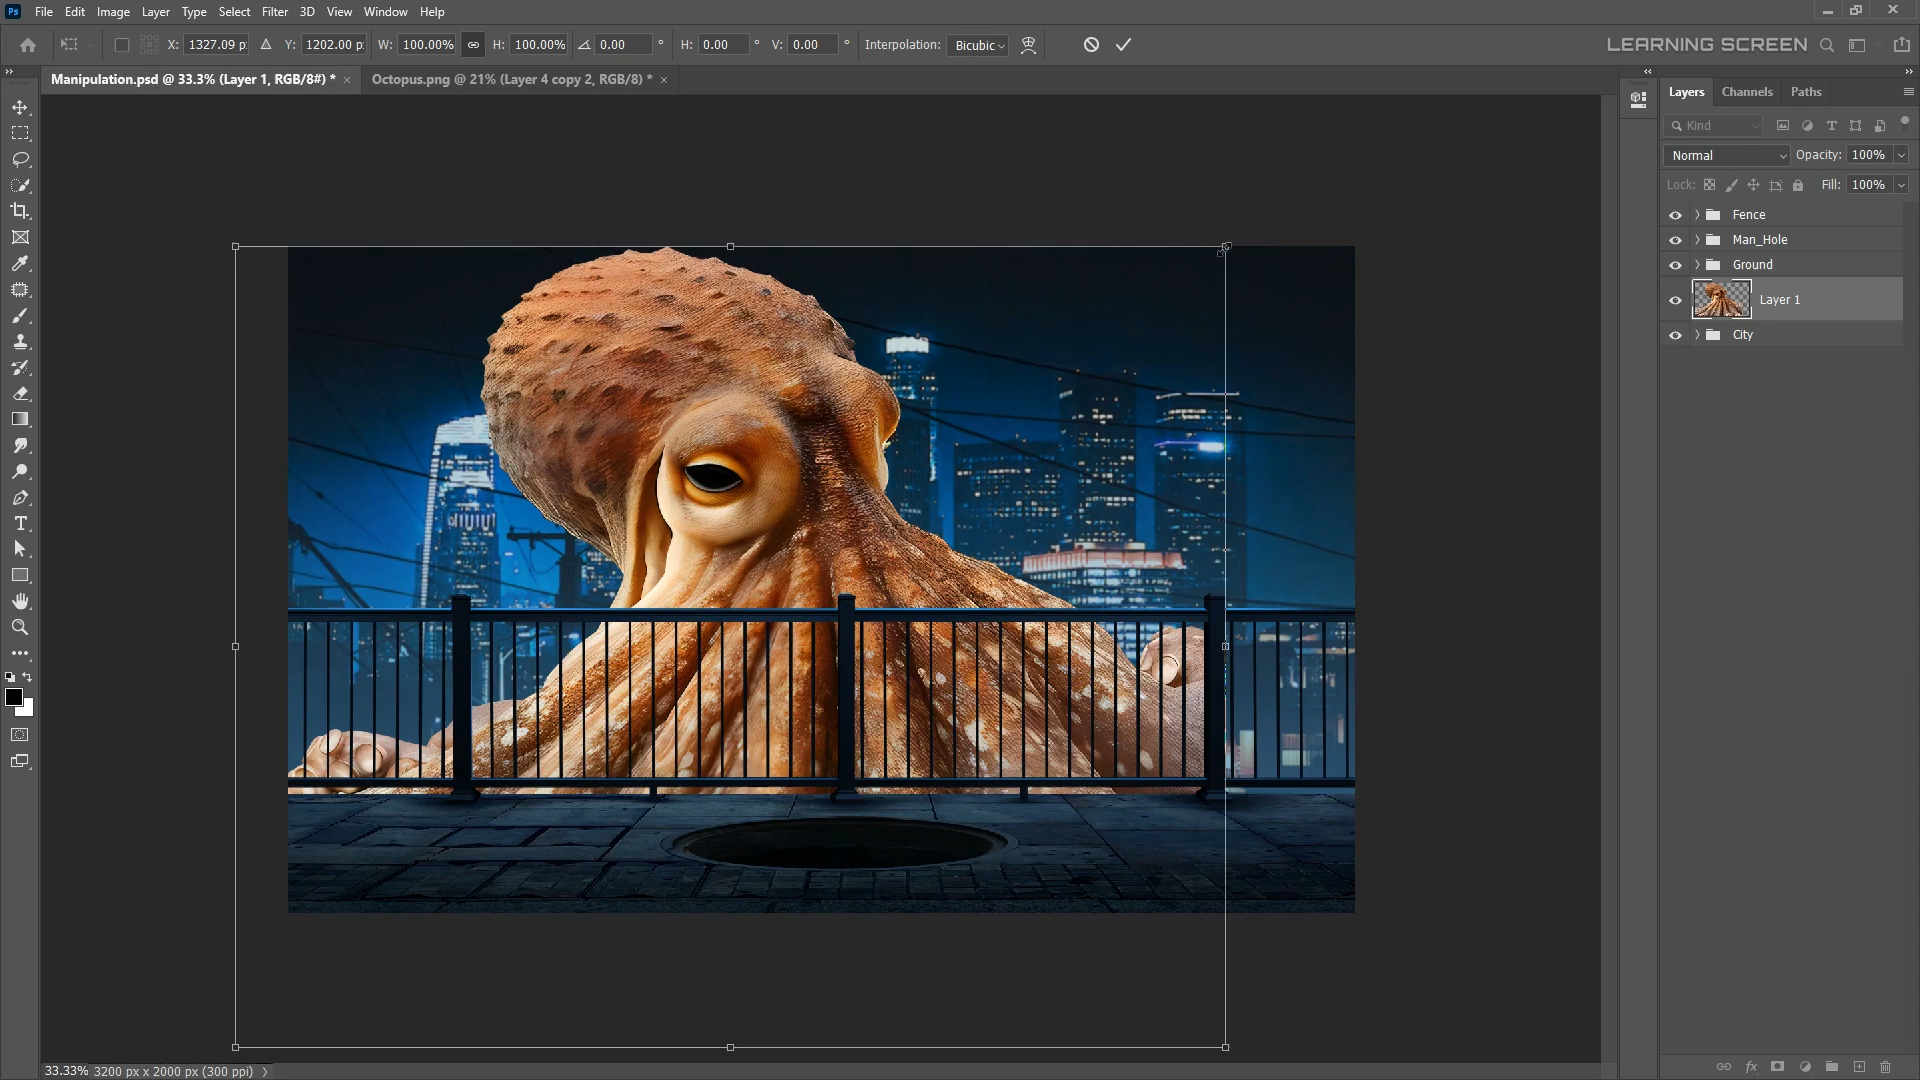 Ps File Edit Image Layer Type Select Filter 3D View Window Help
X: 1327.09 p Δ Y: 1202.00 p W: 100.00% H: 100.00% 0.00 ° H: 0.00 ° V: 0.00 ° Interpolation: Bicubic LEARNING SCREEN
Manipulation.psd @ 33.3% (Layer 1, RGB/8#) * × Octopus.png @ 21% (Layer 4 copy 2, RGB/8) * ×
Layers Channels Paths
Kind
Normal Opacity: 100%
Lock: Fill: 100%
Fence
Man_Hole
Ground
Layer 1
City
33.33% 3200 px x 2000 px (300 ppi) >